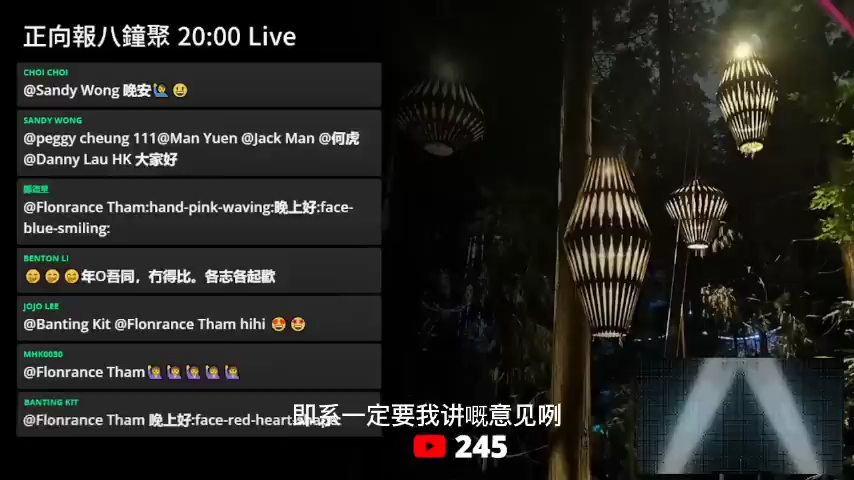 正向報八鐘聚 20:00 Live
CHOI CHOI
@Sandy Wong 晚安🙋‍♂️😃
SANDY WONG
@peggy cheung 111@Man Yuen @Jack Man @何虎
@Danny Lau HK 大家好
@Flonrance Tham:hand-pink-waving:晚上好:face-
blue-smiling:
BENTON LI
😄😄😄年O吾同，冇得比。各志各起歡
JOJO LEE
@Banting Kit @Flonrance Tham hihi 😍😍
MHK0030
@Flonrance Tham🙋‍♀️🙋‍♀️🙋‍♀️🙋‍♀️🙋‍♀️
BANTING KIT
@Flonrance Tham 晚上好:face-red-heart-shape:
即系一定要我讲嘅意见咧
245